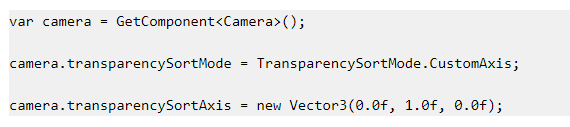 var camera = GetComponent<Camera>();
camera.transparencySortMode = TransparencySortMode.CustomAxis;
camera.transparencySortAxis = new Vector3(0.0f, 1.0f, 0.0f);